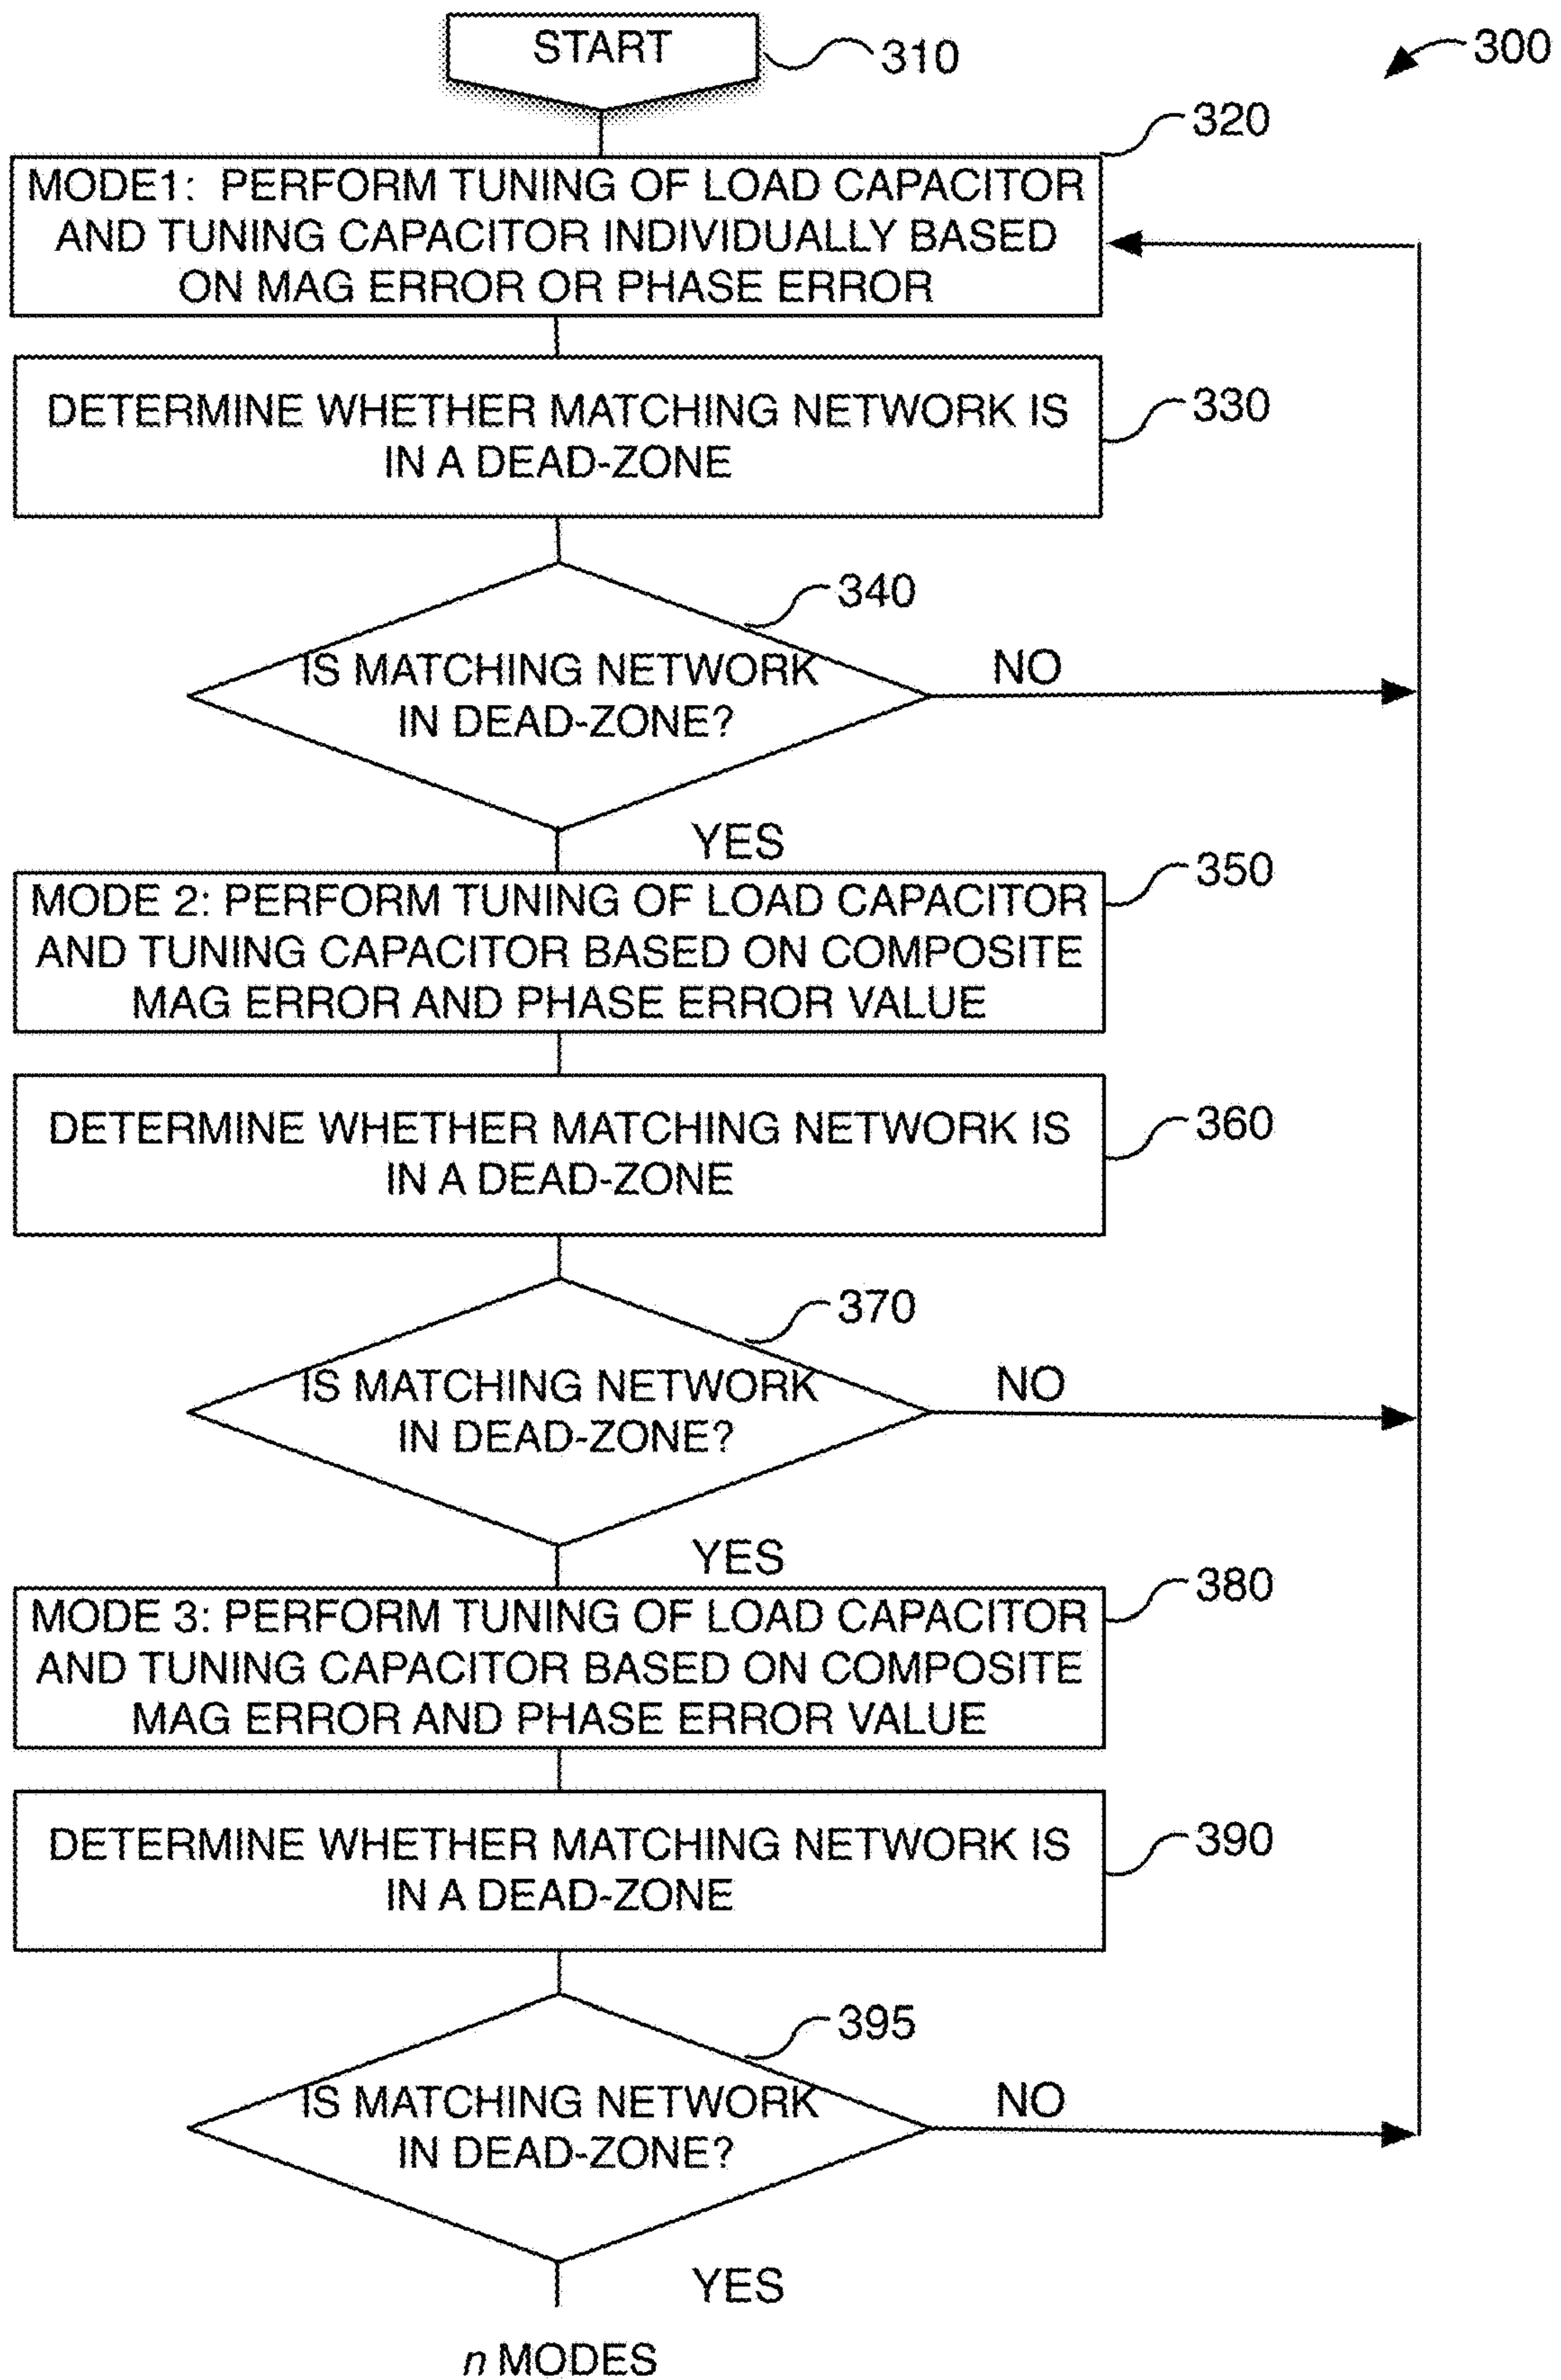 START
310
300
320
MODE1: PERFORM TUNING OF LOAD CAPACITOR
AND TUNING CAPACITOR INDIVIDUALLY BASED
ON MAG ERROR OR PHASE ERROR
DETERMINE WHETHER MATCHING NETWORK IS
IN A DEAD-ZONE
330
340
IS MATCHING NETWORK
IN DEAD-ZONE?
NO
YES
350
MODE 2: PERFORM TUNING OF LOAD CAPACITOR
AND TUNING CAPACITOR BASED ON COMPOSITE
MAG ERROR AND PHASE ERROR VALUE
DETERMINE WHETHER MATCHING NETWORK IS
IN A DEAD-ZONE
360
370
IS MATCHING NETWORK
IN DEAD-ZONE?
NO
YES
380
MODE 3: PERFORM TUNING OF LOAD CAPACITOR
AND TUNING CAPACITOR BASED ON COMPOSITE
MAG ERROR AND PHASE ERROR VALUE
DETERMINE WHETHER MATCHING NETWORK IS
IN A DEAD-ZONE
390
395
IS MATCHING NETWORK
IN DEAD-ZONE?
NO
YES
n MODES